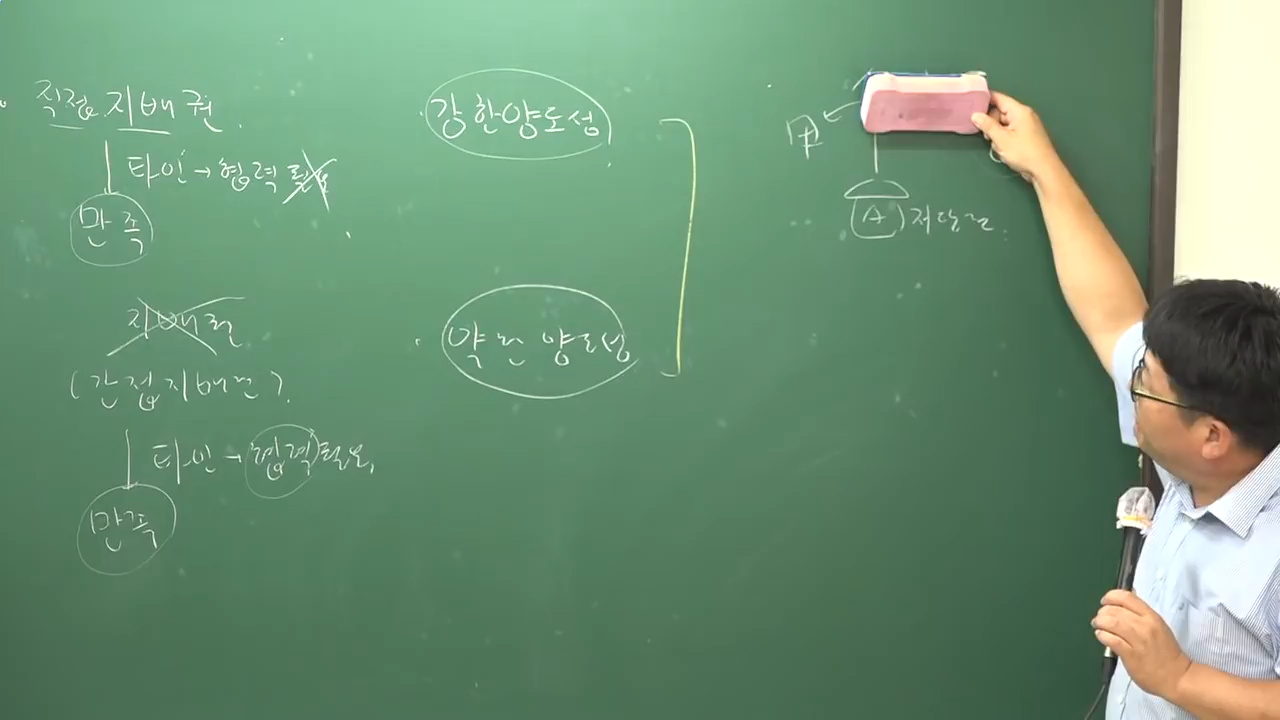 직접 지배권.
타인→협력 필요
만족
지배권
(간접지배권).
타인→협력필요,
만족
강한양도성
약한 양도성
甲
A 저당권